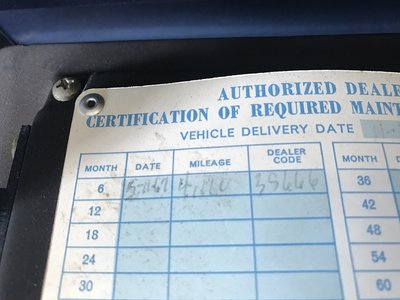 AUTHORIZED DEALE
CERTIFICATION OF REQUIRED MAINT
VEHICLE DELIVERY DATE
MONTH DATE MILEAGE DEALER CODE MONTH D
6 36
12 42
18 48
24 54
30 60